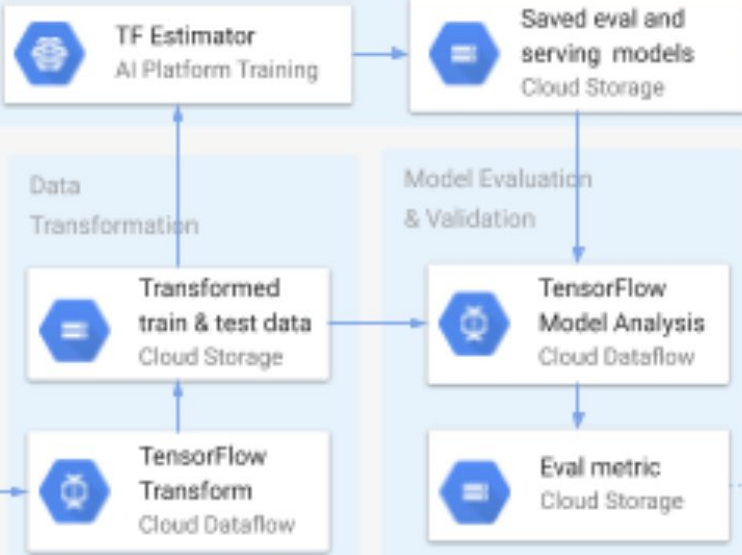 TF Estimator
AI Platform Training
Saved eval and
serving models
Cloud Storage
Data
Transformation
Model Evaluation
& Validation
Transformed
train & test data
Cloud Storage
TensorFlow
Model Analysis
Cloud Dataflow
TensorFlow
Transform
Cloud Dataflow
Eval metric
Cloud Storage